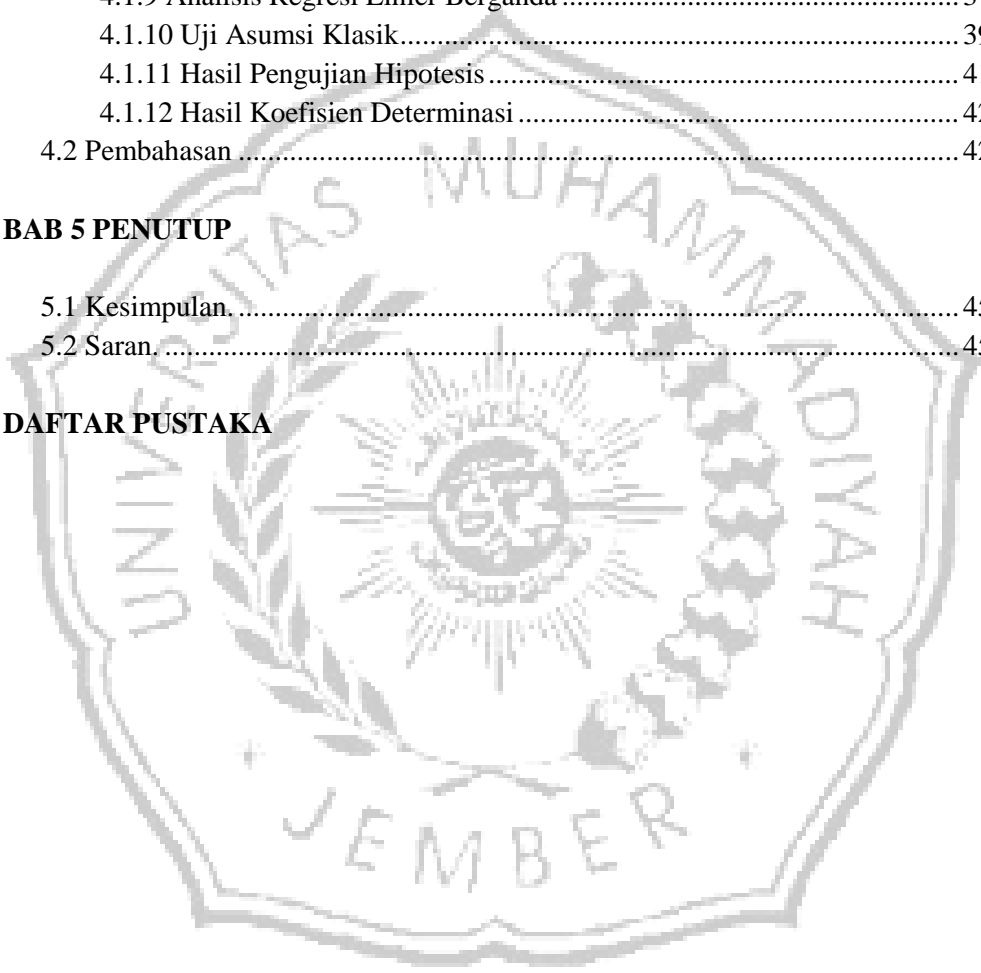 4.1.9 Analisis Regresi Linier Berganda
4.1.10 Uji Asumsi Klasik 39
4.1.11 Hasil Pengujian Hipotesis
4.1.12 Hasil Koefisien Determinasi
4.2 Pembahasan
BAB 5 PENUTUP
5.1 Kesimpulan.
5.2 Saran.
DAFTAR PUSTAKA
UNIVERSITAS MUHAMMADIYAH
JEMBER